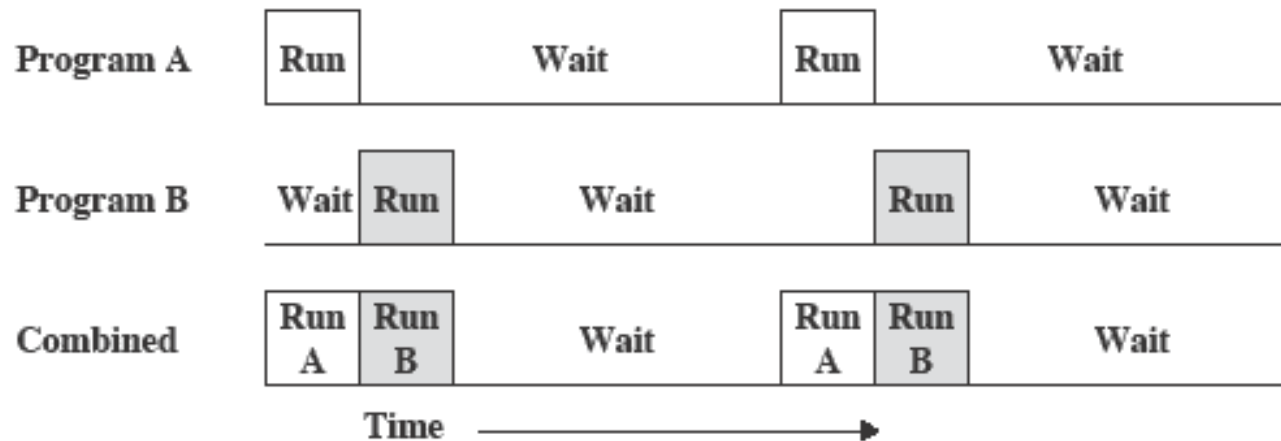 Program A Run Wait Run Wait
Program B Wait Run Wait Run Wait
Combined Run A Run B Wait Run A Run B Wait
Time